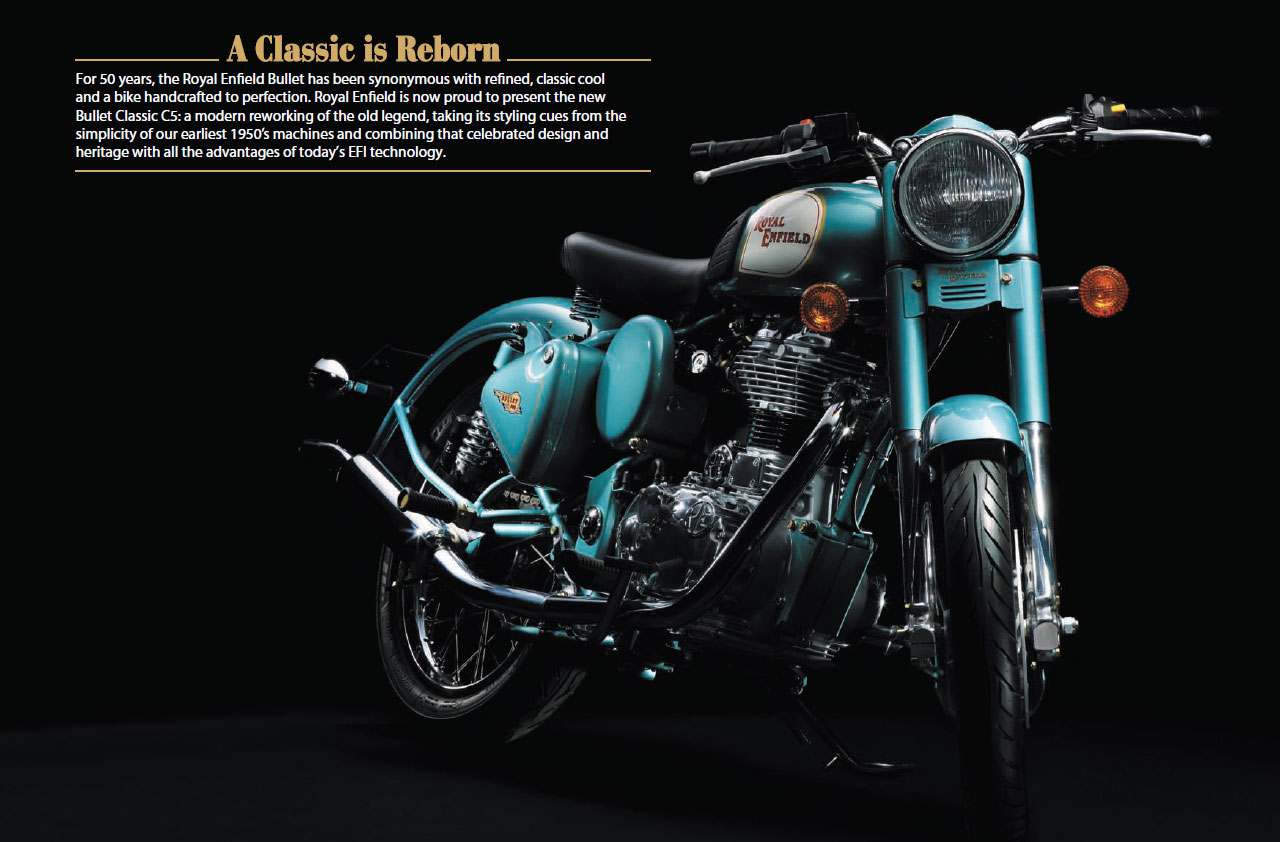 A Classic is Reborn
For 50 years, the Royal Enfield Bullet has been synonymous with refined, classic cool
and a bike handcrafted to perfection. Royal Enfield is now proud to present the new
Bullet Classic C5: a modern reworking of the old legend, taking its styling cues from the
simplicity of our earliest 1950’s machines and combining that celebrated design and
heritage with all the advantages of today’s EFI technology.
ROYAL
ENFIELD
ROYAL
ENFIELD
BULLET